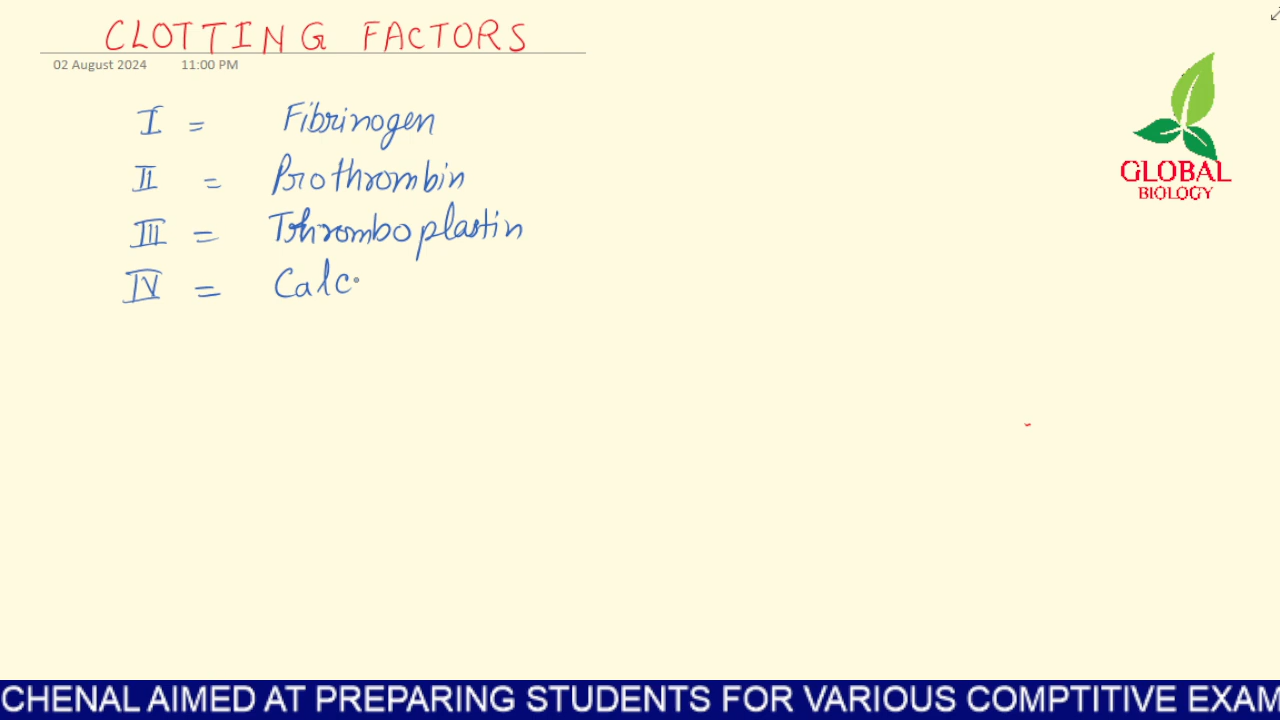 CLOTTING FACTORS
02 August 2024 11:00 PM
I = Fibrinogen
II = Prothrombin
III = Thromboplastin
IV = Calc
GLOBAL
BIOLOGY
CHENAL AIMED AT PREPARING STUDENTS FOR VARIOUS COMPTITIVE EXAM